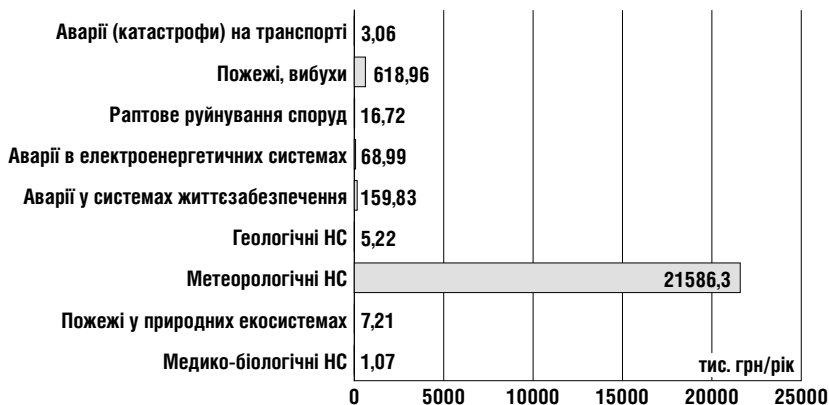 Аварії (катастрофи) на транспорті 3,06
Пожежі, вибухи 618,96
Раптове руйнування споруд 16,72
Аварії в електроенергетичних системах 68,99
Аварії у системах життєзабезпечення 159,83
Геологічні НС 5,22
Метеорологічні НС 21586,3
Пожежі у природних екосистемах 7,21
Медико-біологічні НС 1,07
тис. грн/рік
0 5000 10000 15000 20000 25000